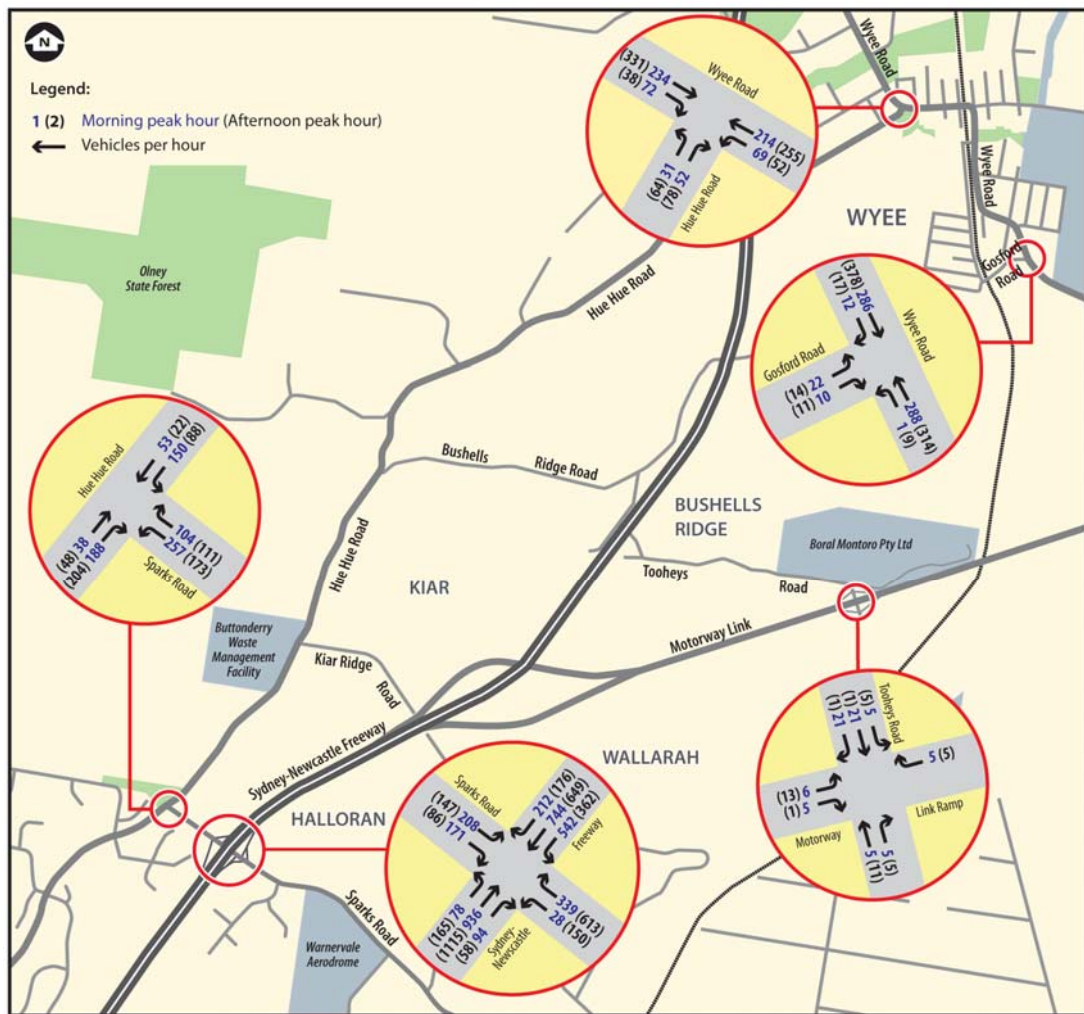 N
Legend:
1 (2) Morning peak hour (Afternoon peak hour)
Vehicles per hour
Wyee Road
(331) 234
(38) 72
Wyee Road
214 (255)
69 (52)
(64) 31
(78) 52
Hue Hue Road
Wyee Road
WYEE
Gosford
Road
Olney
State Forest
Hue Hue Road
(378) 286
(17) 12
Wyee Road
Gosford Road
(14) 22
(11) 10
288 (314)
1 (9)
53 (22)
150 (88)
Hue Hue Road
104 (111)
257 (173)
(48) 38
(204) 188
Sparks Road
Bushells
Ridge Road
BUSHELLS
RIDGE
Boral Montoro Pty Ltd
Hue Hue Road
KIAR
Tooheys
Road
Motorway Link
Buttonderry
Waste
Management
Facility
Kiar Ridge
Road
Sydney-Newcastle Freeway
WALLARAH
HALLORAN
(5) 5
(1) 21
(1) 21
Tooheys Road
5 (5)
(13) 6
(1) 5
Link Ramp
Motorway
5 (11)
5 (5)
Sparks Road
(147) 208
(86) 171
212 (176)
744 (649)
542 (362)
Freeway
339 (613)
28 (150)
(165) 78
(1115) 936
(58) 94
Sydney-
Newcastle
Sparks Road
Warnervale
Aerodrome